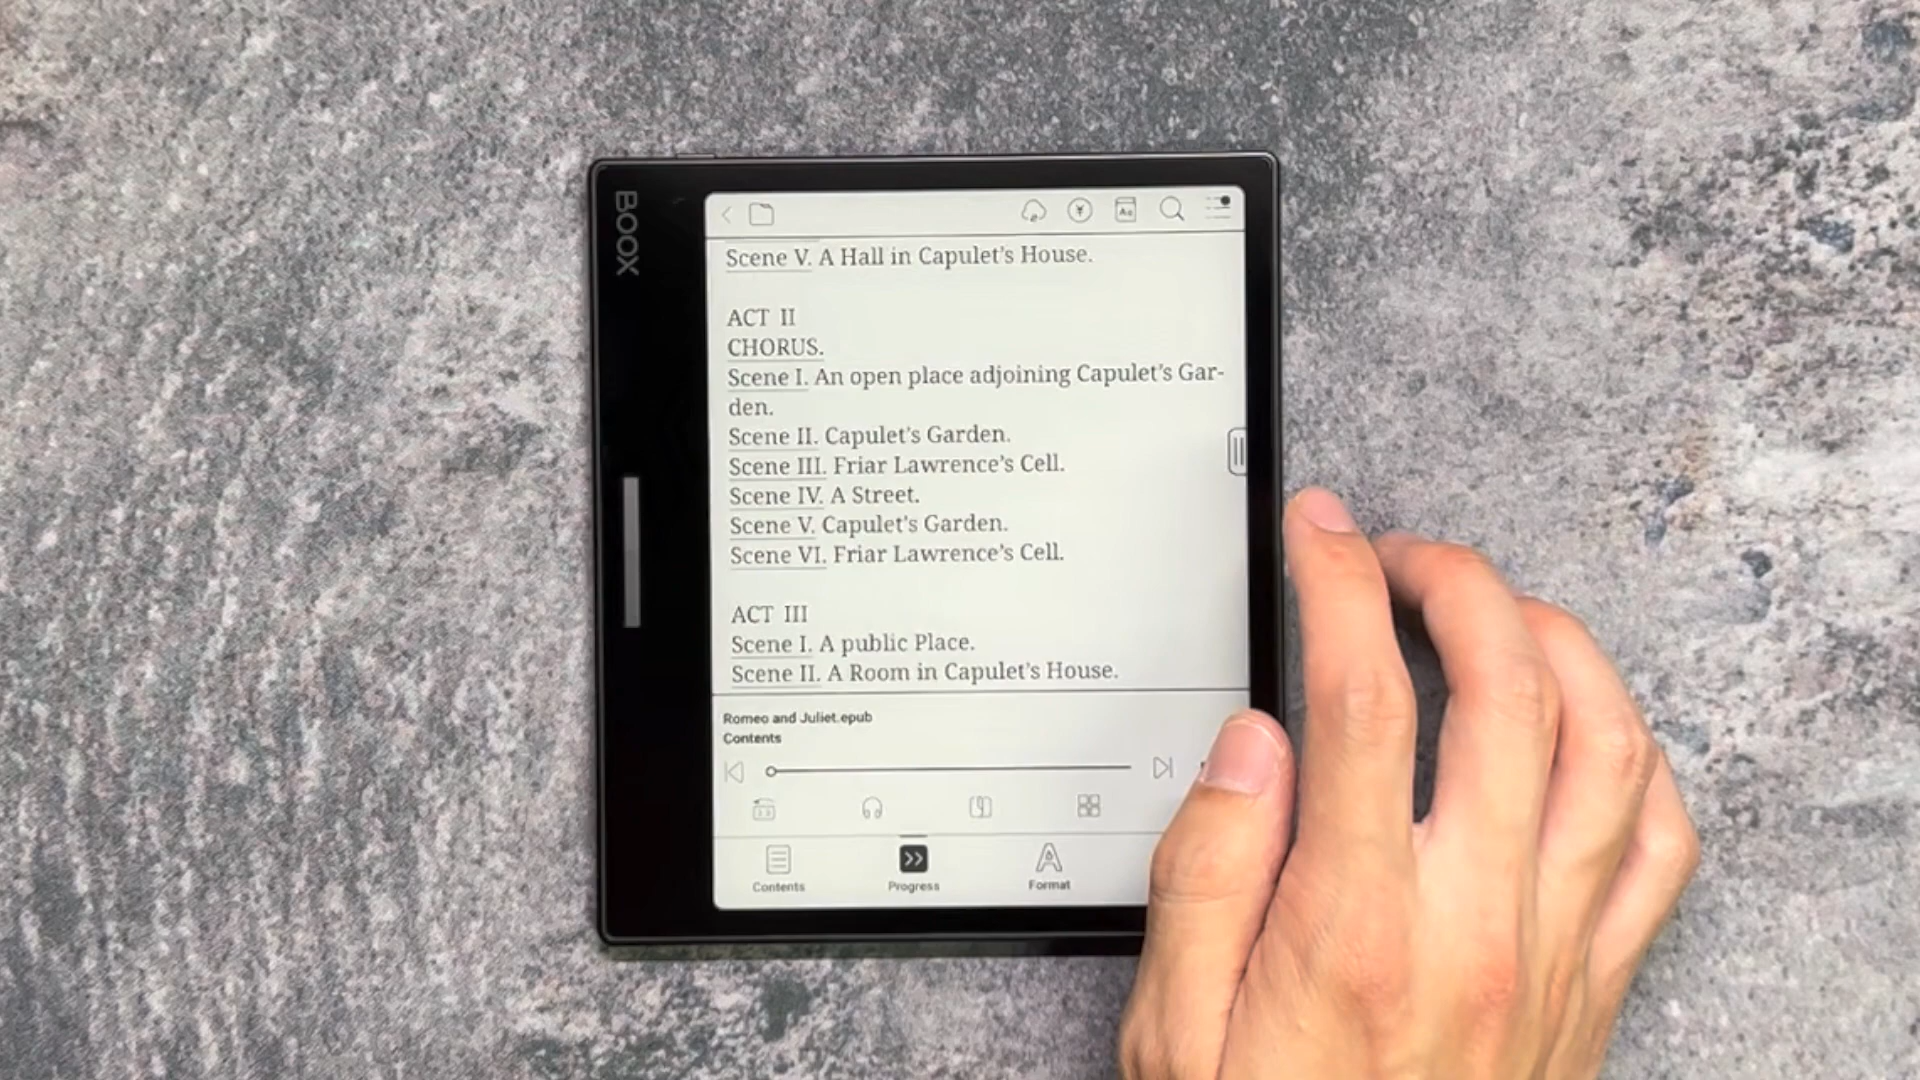 BOOX
Scene V. A Hall in Capulet's House.
ACT II
CHORUS.
Scene I. An open place adjoining Capulet's Gar-
den.
Scene II. Capulet's Garden.
Scene III. Friar Lawrence's Cell.
Scene IV. A Street.
Scene V. Capulet's Garden.
Scene VI. Friar Lawrence's Cell.
ACT III
Scene I. A public Place.
Scene II. A Room in Capulet's House.
Romeo and Juliet.epub
Contents
Contents
Progress
Format